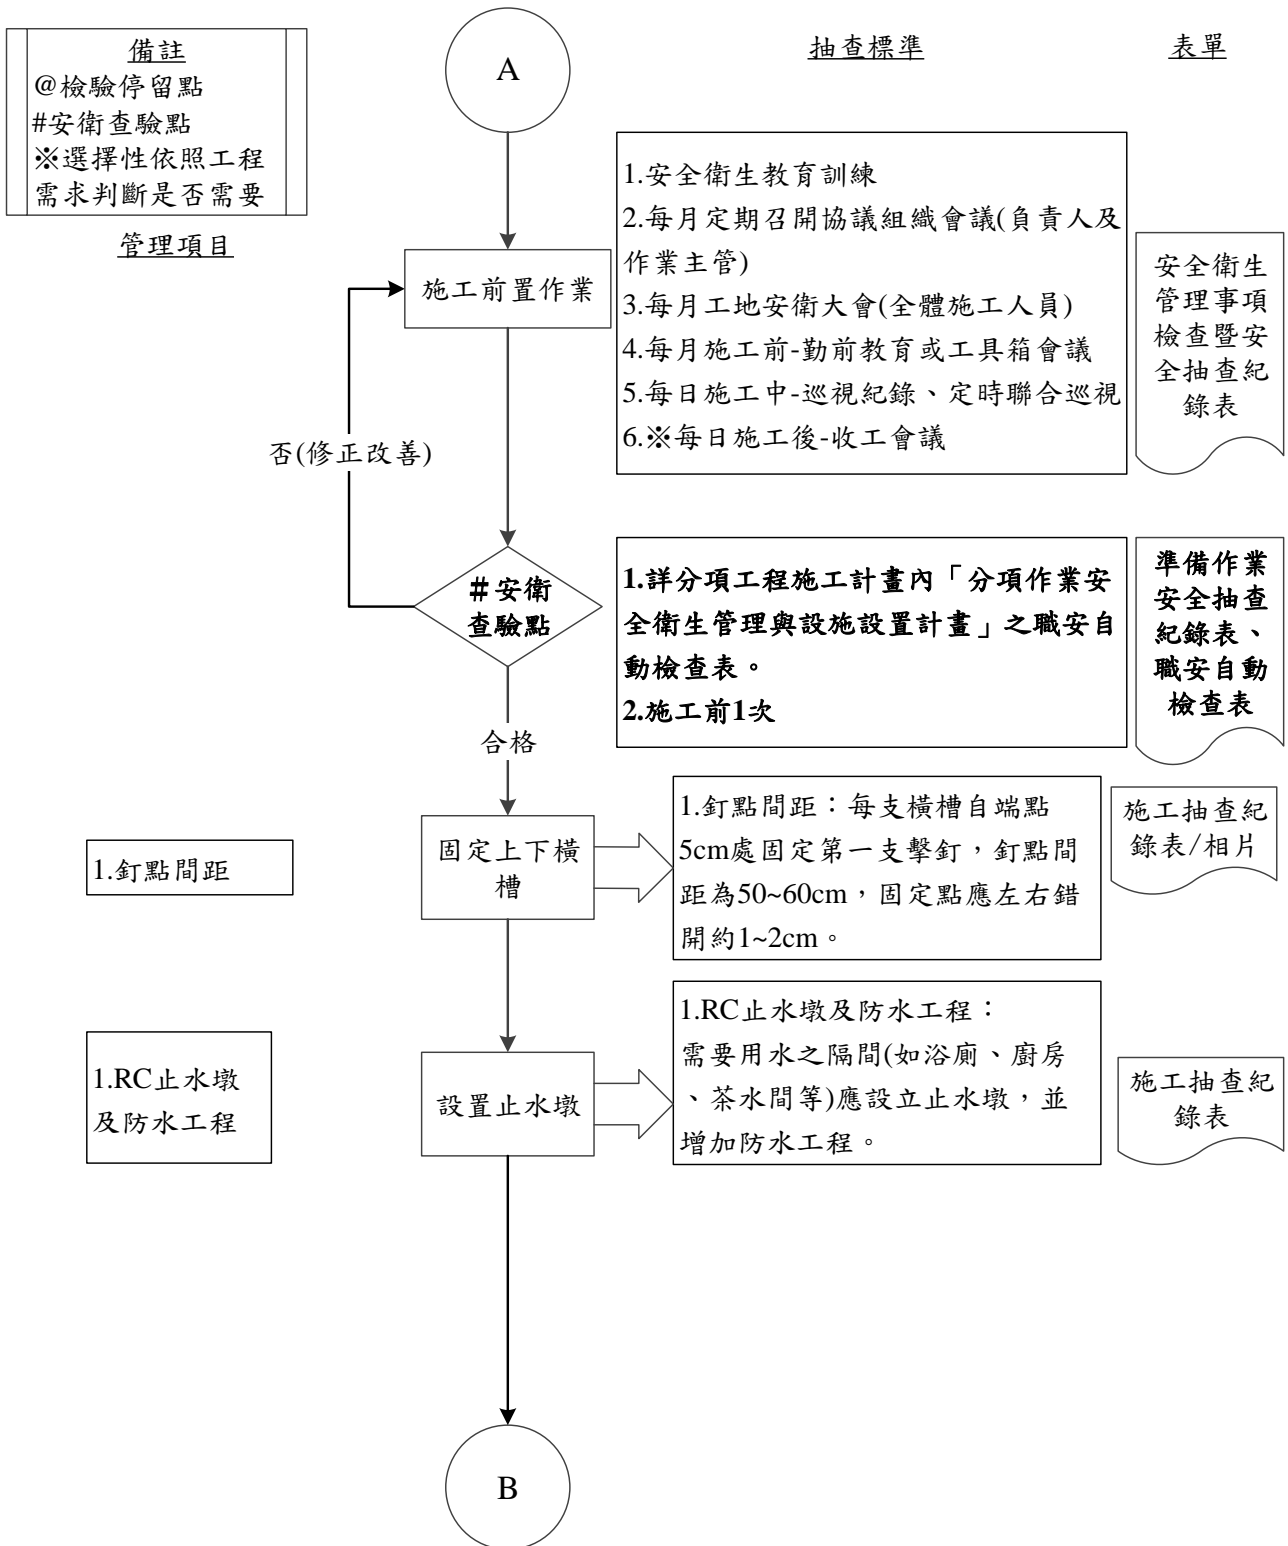 備註
@檢驗停留點
#安衛查驗點
※選擇性依照工程
需求判斷是否需要
管理項目
A
抽查標準
表單
施工前置作業
1.安全衛生教育訓練
2.每月定期召開協議組織會議(負責人及
作業主管)
3.每月工地安衛大會(全體施工人員)
4.每月施工前-勤前教育或工具箱會議
5.每日施工中-巡視紀錄、定時聯合巡視
6.※每日施工後-收工會議
安全衛生
管理事項
檢查暨安
全抽查紀
錄表
否(修正改善)
#安衛
查驗點
1.詳分項工程施工計畫內「分項作業安
全衛生管理與設施設置計畫」之職安自
動檢查表。
2.施工前1次
準備作業
安全抽查
紀錄表、
職安自動
檢查表
合格
1.釘點間距
固定上下橫
槽
1.釘點間距：每支橫槽自端點
5cm處固定第一支擊釘，釘點間
距為50~60cm，固定點應左右錯
開約1~2cm。
施工抽查紀
錄表/相片
1.RC止水墩
及防水工程
設置止水墩
1.RC止水墩及防水工程：
需要用水之隔間(如浴廁、廚房
、茶水間等)應設立止水墩，並
增加防水工程。
施工抽查紀
錄表
B